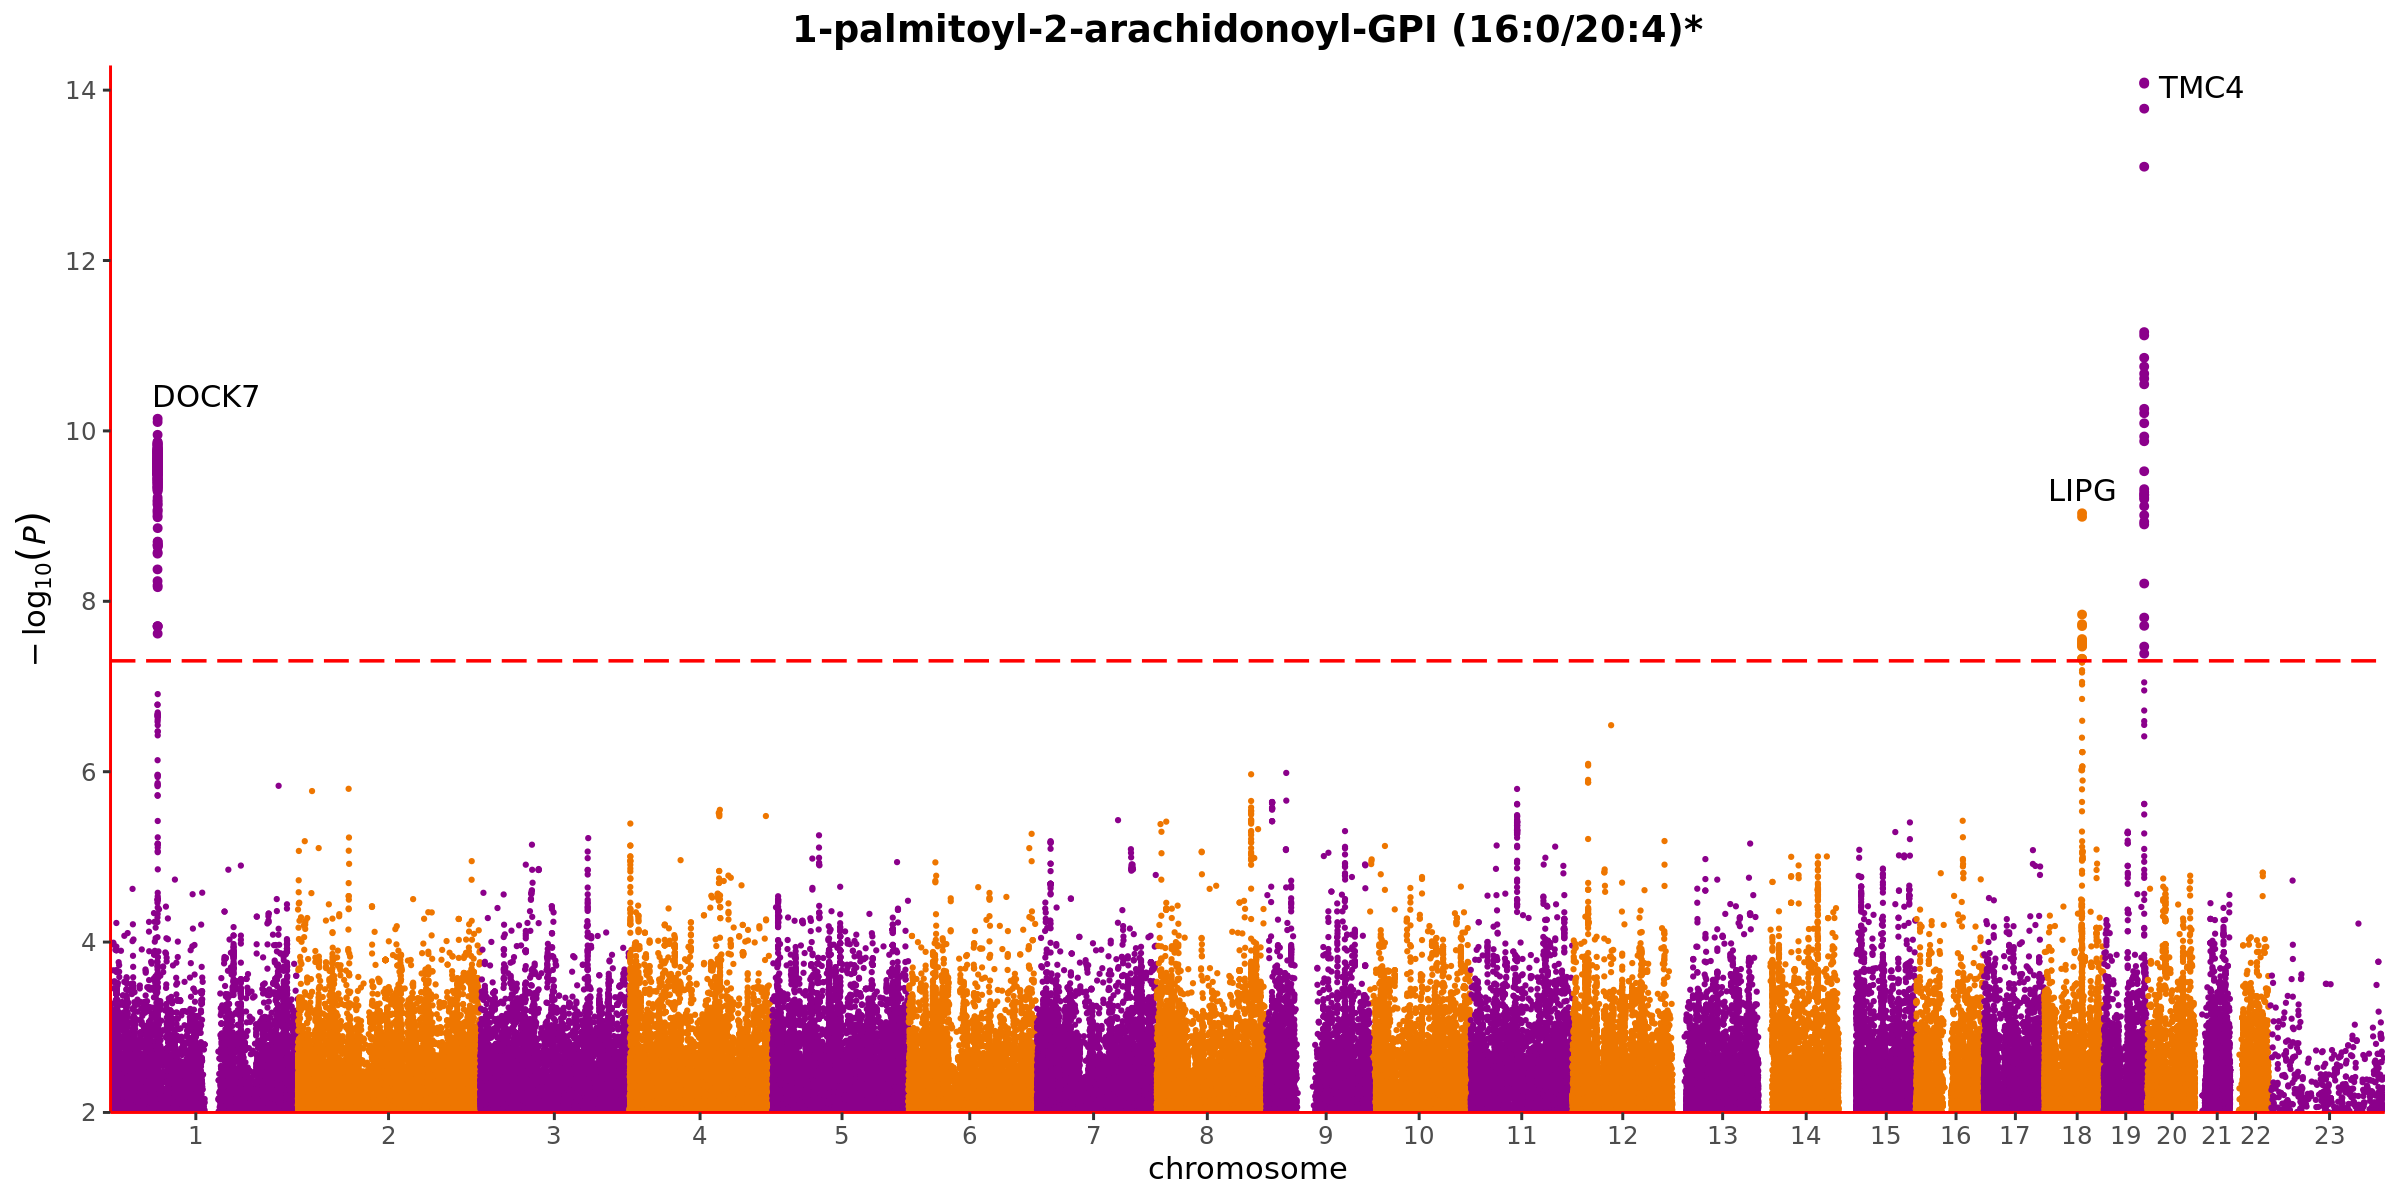 1-palmitoyl-2-arachidonoyl-GPI (16:0/20:4)*
14
TMC4
12
DOCK7
10
LIPG
8
6
4
2
− log10(P)
1 2 3 4 5 6 7 8 9 10 11 12 13 14 15 16 17 18 19 20 21 22 23
chromosome